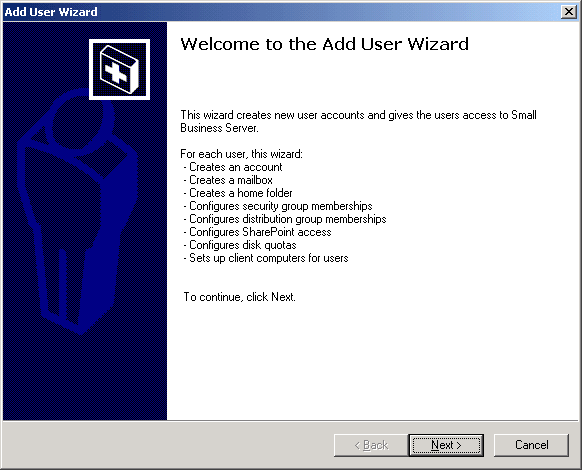 Add User Wizard
Welcome to the Add User Wizard
This wizard creates new user accounts and gives the users access to Small
Business Server.
For each user, this wizard:
- Creates an account
- Creates a mailbox
- Creates a home folder
- Configures security group memberships
- Configures distribution group memberships
- Configures SharePoint access
- Configures disk quotas
- Sets up client computers for users
To continue, click Next.
< Back
Next >
Cancel